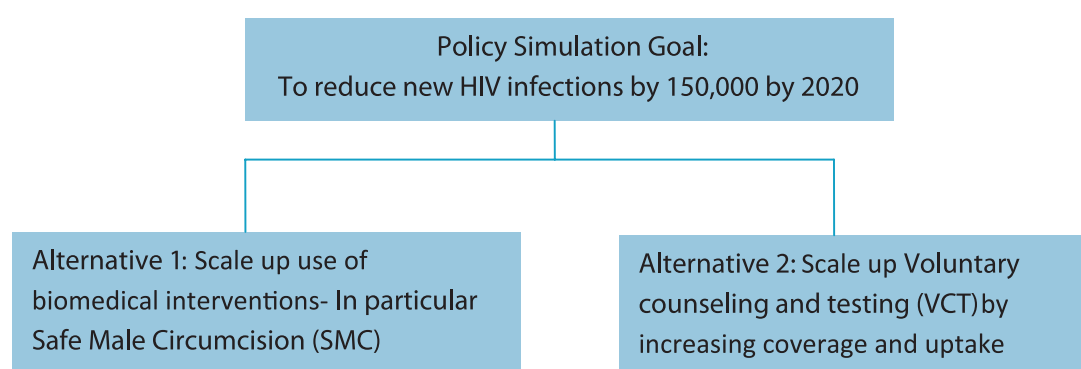 Policy Simulation Goal:
To reduce new HIV infections by 150,000 by 2020
Alternative 1: Scale up use of
biomedical interventions- In particular
Safe Male Circumcision (SMC)
Alternative 2: Scale up Voluntary
counseling and testing (VCT) by
increasing coverage and uptake